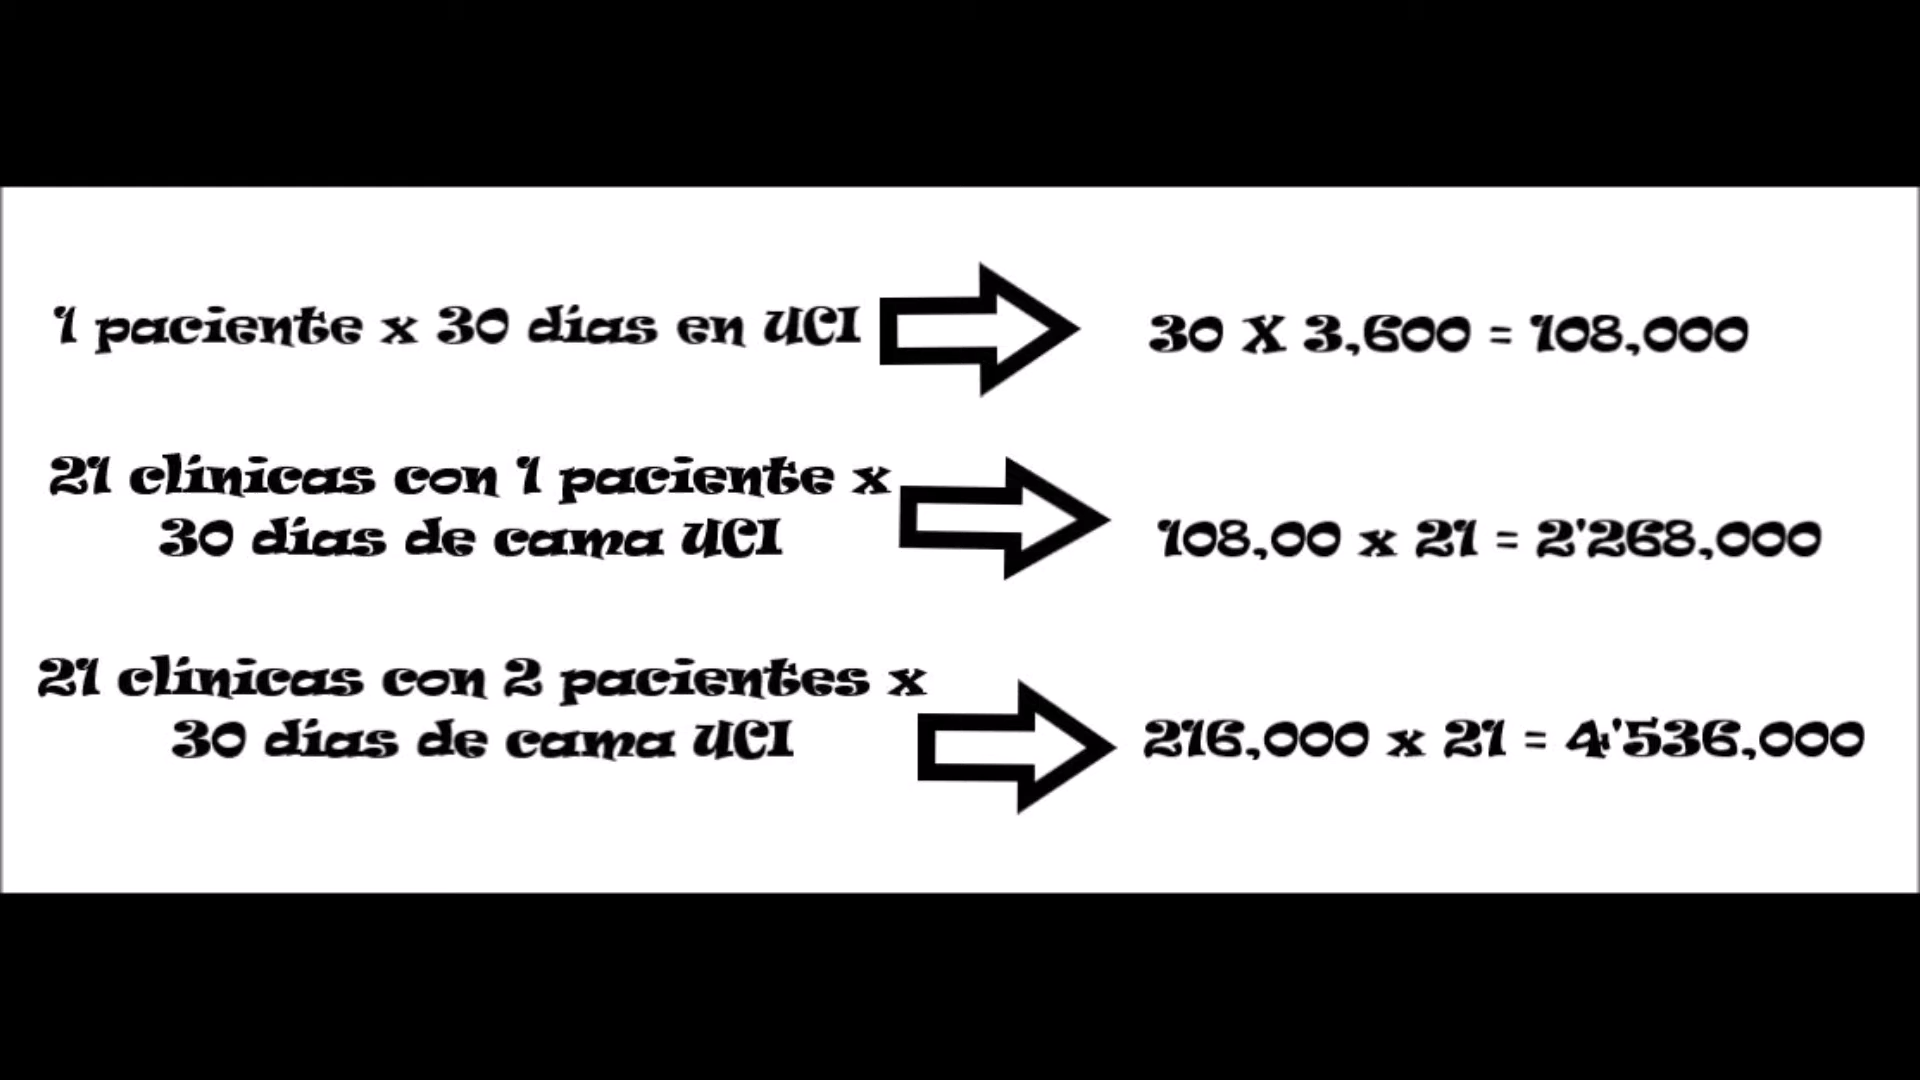 1 paciente x 30 días en UCI
30 X 3,600 = 108,000
21 clínicas con 1 paciente x
30 días de cama UCI
108,00 x 21 = 2'268,000
21 clínicas con 2 pacientes x
30 días de cama UCI
216,000 x 21 = 4'536,000